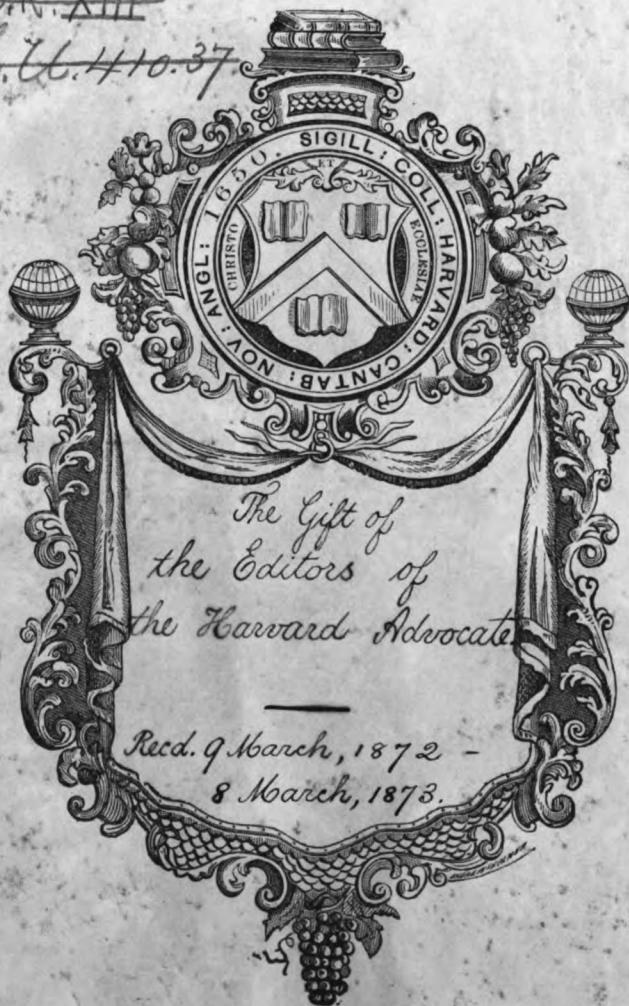 XIII
U.410.37
1650. SIGILL: COLL: HARVARD: CANTAB: NOV: ANGL:
CHRISTO ET ECCLESIAE
The Gift of
the Editors of
the Harvard Advocate.
Recd. 9 March, 1872 –
8 March, 1873.